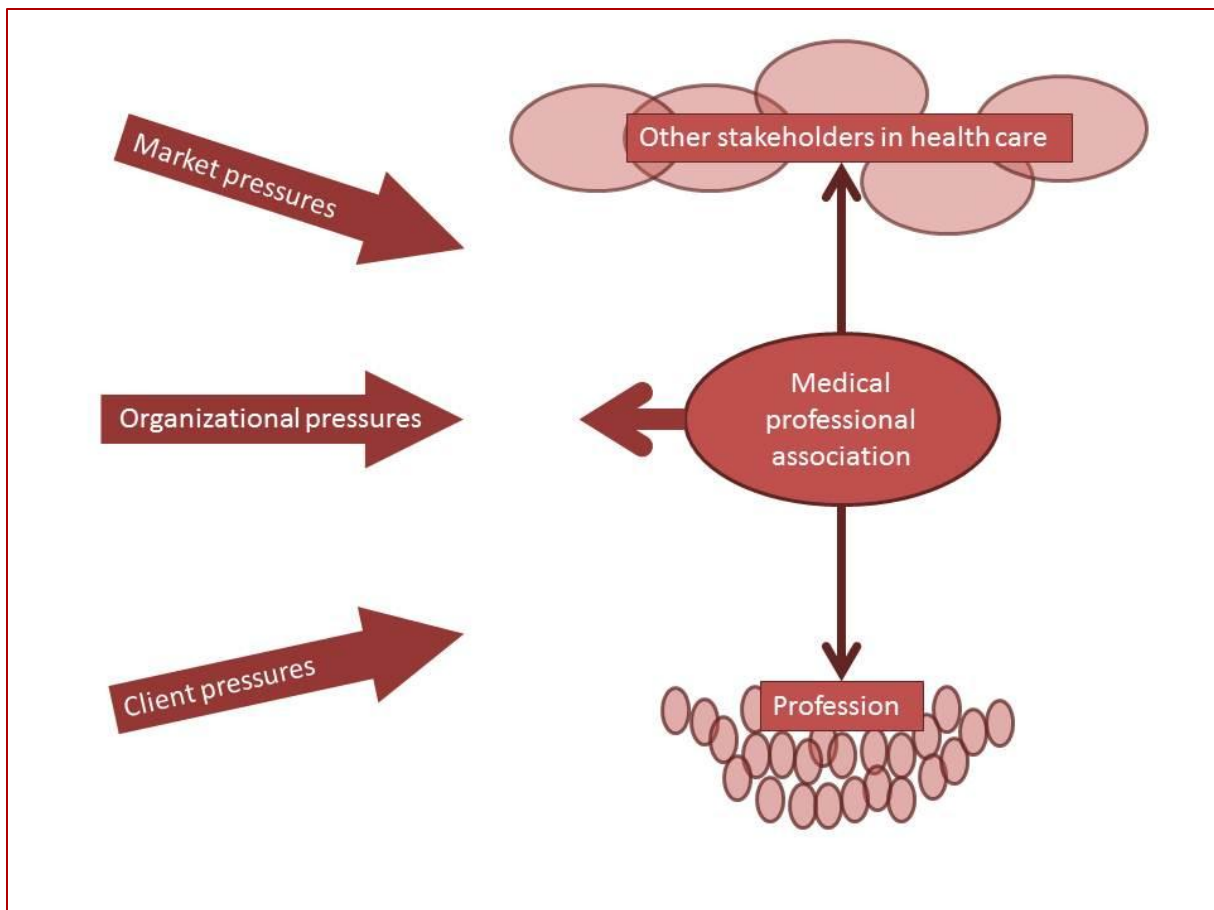 Market pressures
Other stakeholders in health care
Organizational pressures
Medical
professional
association
Client pressures
Profession